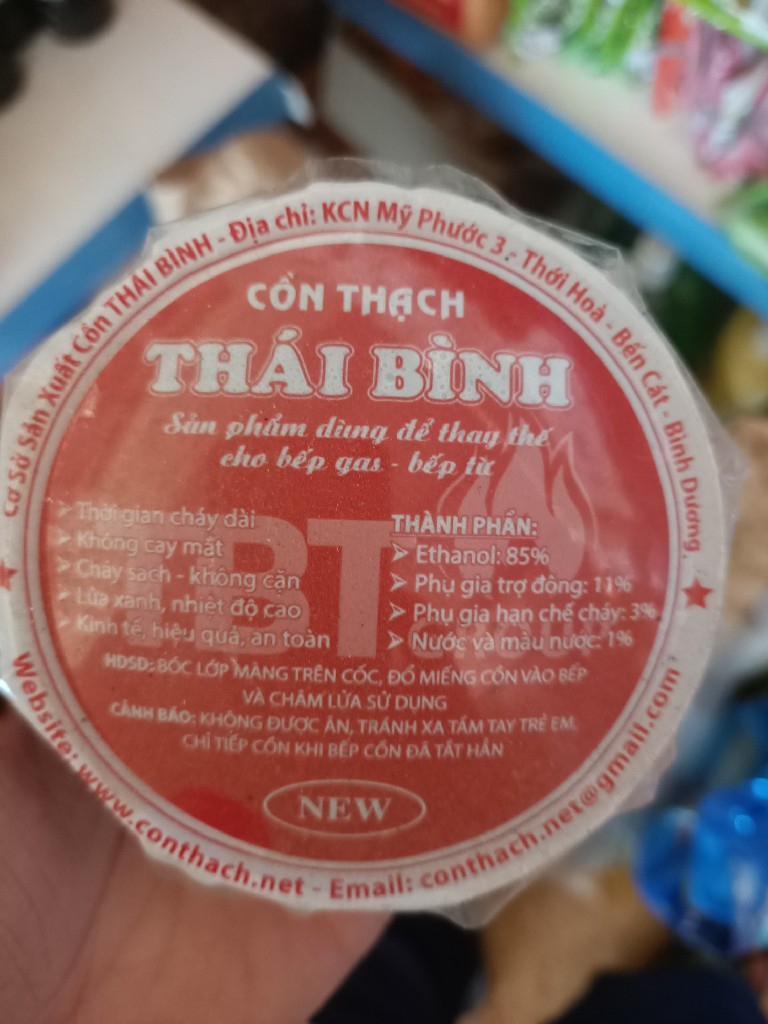 Cơ Sở Sản Xuất Cồn THÁI BÌNH - Địa chỉ: KCN Mỹ Phước 3. Thới Hoà - Bến Cát - Bình Dương
CỒN THẠCH
THÁI BÌNH
Sản phẩm dùng để thay thế
cho bếp gas - bếp từ
➤ Thời gian cháy dài
➤ Không cay mắt
➤ Cháy sạch - không cặn
➤ Lửa xanh, nhiệt độ cao
➤ Kinh tế, hiệu quả, an toàn
THÀNH PHẦN:
➤ Ethanol: 85%
➤ Phụ gia trợ đông: 11%
➤ Phụ gia hạn chế cháy: 3%
➤ Nước và màu nước: 1%
HDSD: BÓC LỚP MÀNG TRÊN CỐC, ĐỔ MIẾNG CỒN VÀO BẾP
VÀ CHÂM LỬA SỬ DỤNG
CẢNH BÁO: KHÔNG ĐƯỢC ĂN, TRÁNH XA TẦM TAY TRẺ EM,
CHỈ TIẾP CỒN KHI BẾP CỒN ĐÃ TẮT HẲN
NEW
Website: www.conthach.net - Email: conthach.net@gmail.com